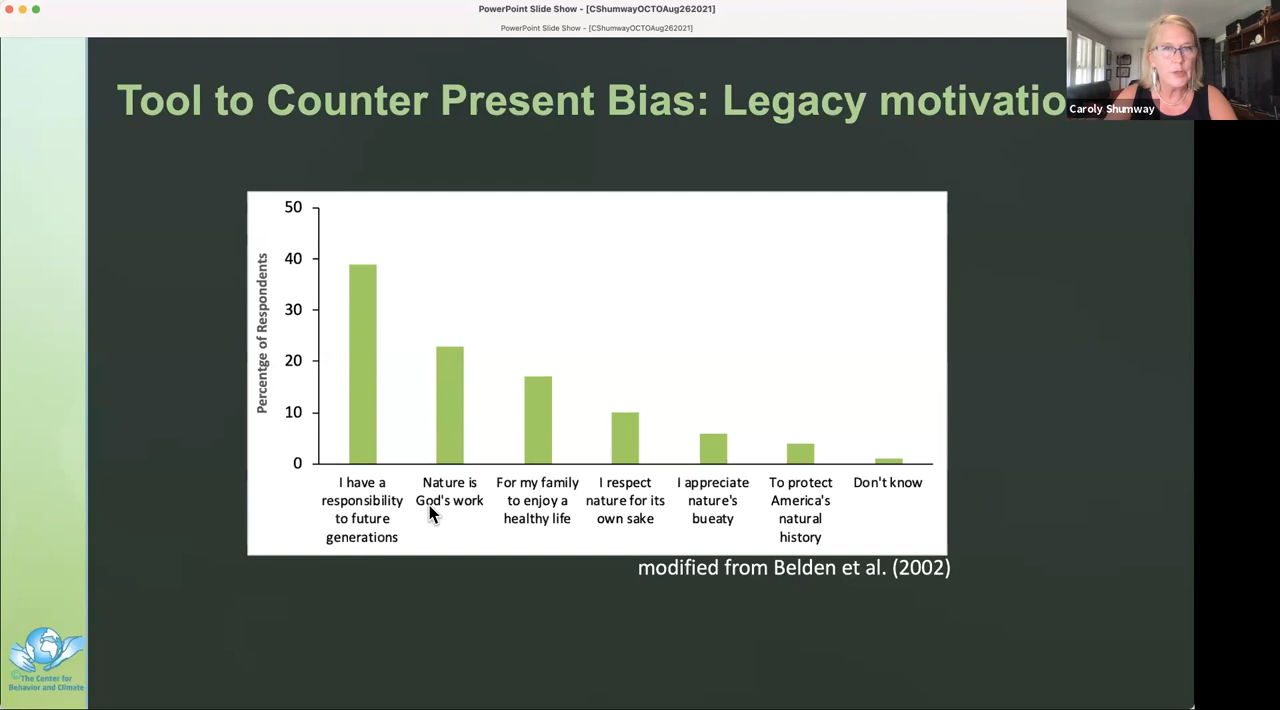 PowerPoint Slide Show - [CShumwayOCTOAug262021]
PowerPoint Slide Show - [CShumwayOCTOAug262021]
Caroly Shumway
Tool to Counter Present Bias: Legacy motivatio
50
40
30
20
10
0
Percentge of Respondents
I have a
responsibility
to future
generations
Nature is
God's work
For my family
to enjoy a
healthy life
I respect
nature for its
own sake
I appreciate
nature's
bueaty
To protect
America's
natural
history
Don't know
modified from Belden et al. (2002)
©The Center for
Behavior and Climate